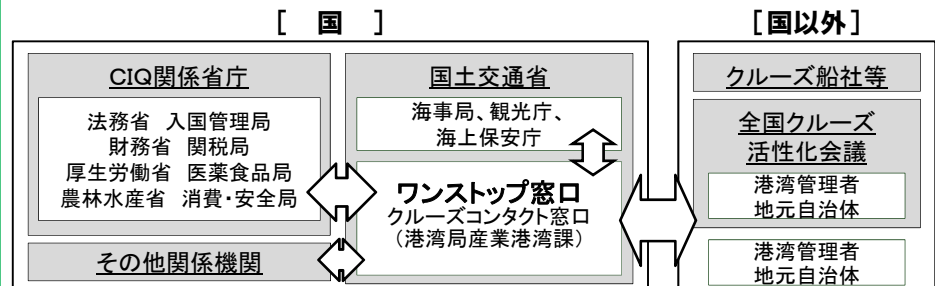 [ 国 ]
[国以外]
CIQ関係省庁
法務省 入国管理局
財務省 関税局
厚生労働省 医薬食品局
農林水産省 消費・安全局
その他関係機関
国土交通省
海事局、観光庁、
海上保安庁
ワンストップ窓口
クルーズコンタクト窓口
(港湾局産業港湾課)
クルーズ船社等
全国クルーズ
活性化会議
港湾管理者
地元自治体
港湾管理者
地元自治体